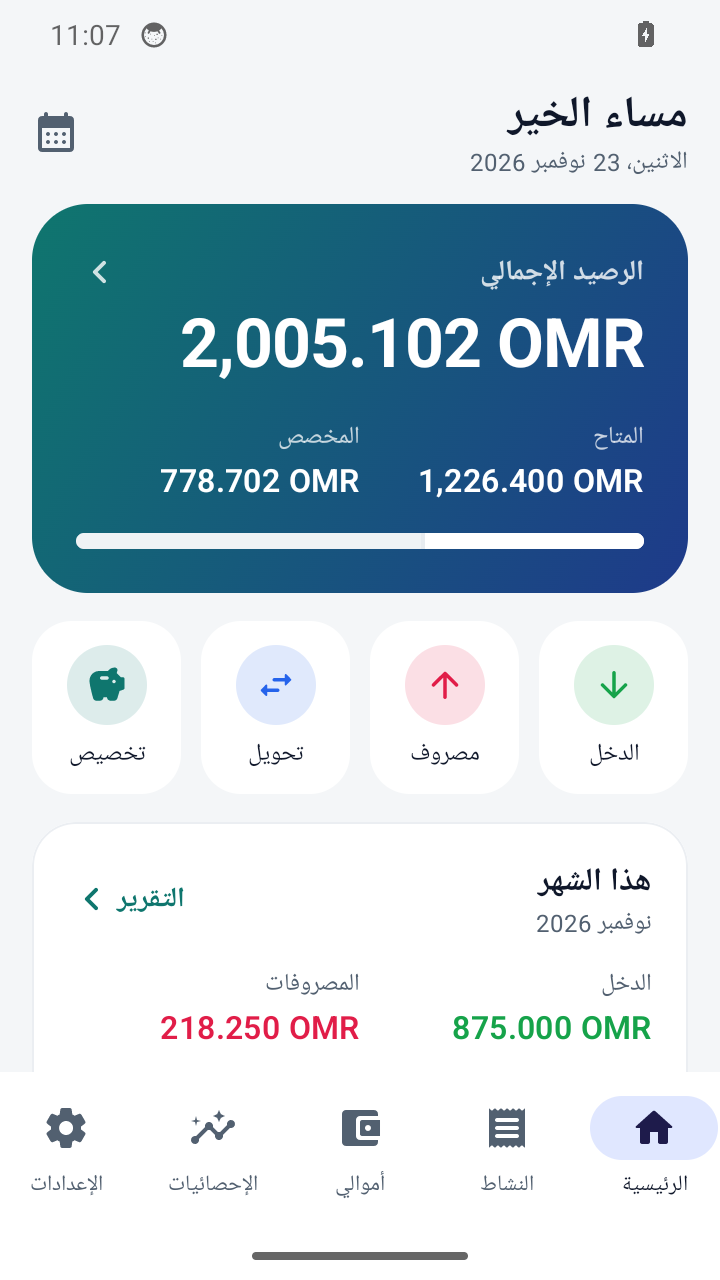 11:07
مساء الخير
الاثنين، 23 نوفمبر 2026
الرصيد الإجمالي
2,005.102 OMR
المتاح
المخصص
1,226.400 OMR
778.702 OMR
الدخل
مصروف
تحويل
تخصيص
هذا الشهر
التقرير
نوفمبر 2026
الدخل
المصروفات
875.000 OMR
218.250 OMR
الرئيسية
النشاط
أموالي
الإحصائيات
الإعدادات